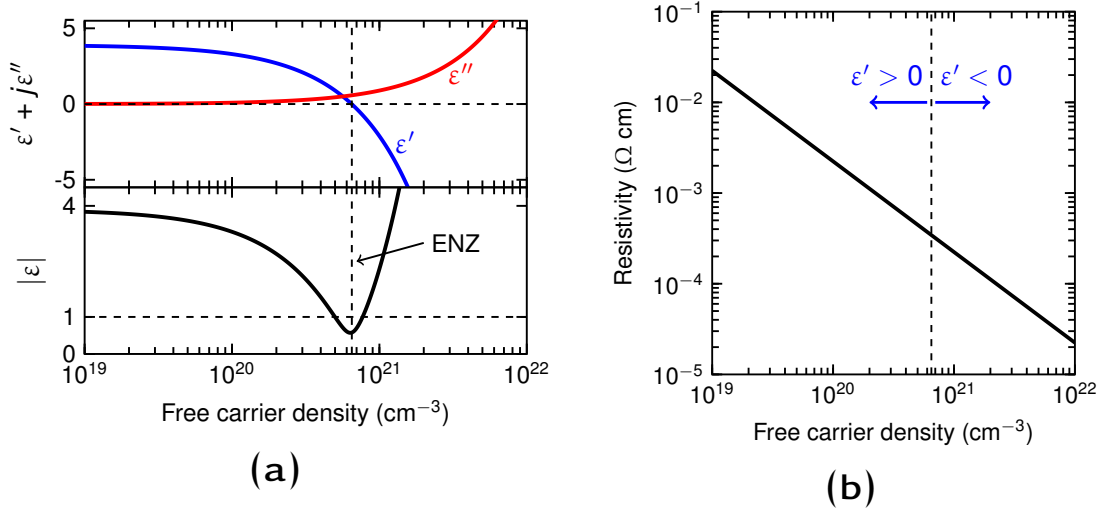 5
0
-5
ε′ + jε″
ε″
ε′
4
1
0
|ε|
ENZ
10¹⁹ 10²⁰ 10²¹ 10²²
Free carrier density (cm⁻³)
(a)
10⁻¹
10⁻²
10⁻³
10⁻⁴
10⁻⁵
Resistivity (Ω cm)
ε′ > 0 ε′ < 0
10¹⁹ 10²⁰ 10²¹ 10²²
Free carrier density (cm⁻³)
(b)